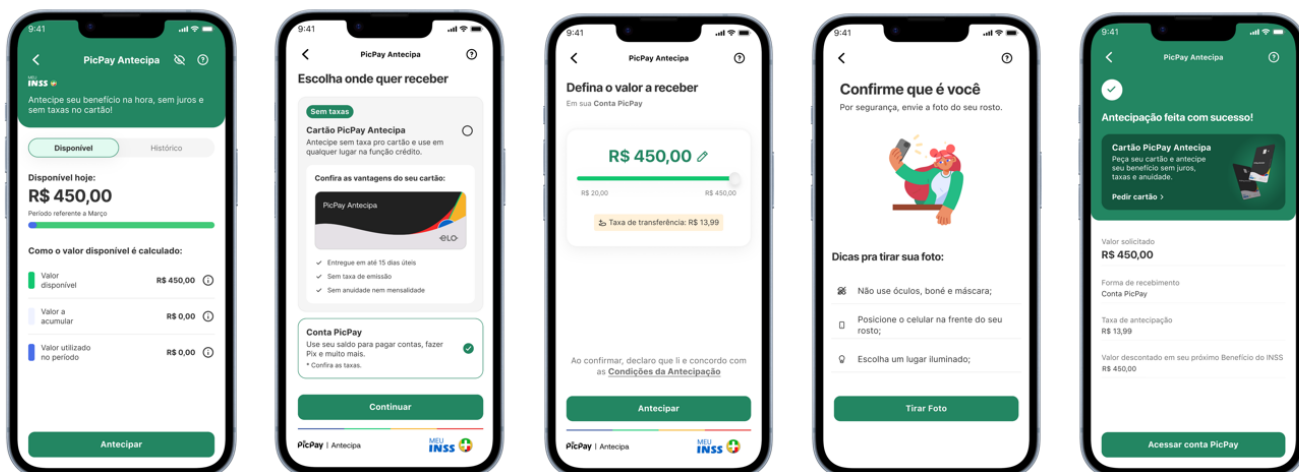 9:41
PicPay Antecipa
MEU
INSS
Antecipe seu benefício na hora, sem juros e
sem taxas no cartão!
Disponível
Histórico
Disponível hoje:
R$ 450,00
Período referente a Março
Como o valor disponível é calculado:
Valor
disponível
R$ 450,00
Valor a
acumular
R$ 0,00
Valor utilizado
no período
R$ 0,00
Antecipar
9:41
PicPay Antecipa
Escolha onde quer receber
Sem taxas
Cartão PicPay Antecipa
Antecipe sem taxa pro cartão e use em
qualquer lugar na função crédito.
Confira as vantagens do seu cartão:
PicPay Antecipa
elo
Entregue em até 15 dias úteis
Sem taxa de emissão
Sem anuidade nem mensalidade
Conta PicPay
Use seu saldo para pagar contas, fazer
Pix e muito mais.
* Confira as taxas.
Continuar
PicPay | Antecipa
MEU
INSS
9:41
PicPay Antecipa
Defina o valor a receber
Em sua Conta PicPay
R$ 450,00
R$ 20,00
R$ 450,00
Taxa de transferência: R$ 13,99
Ao confirmar, declaro que li e concordo com
as Condições da Antecipação
Antecipar
PicPay | Antecipa
MEU
INSS
9:41
Confirme que é você
Por segurança, envie a foto do seu rosto.
Dicas pra tirar sua foto:
Não use óculos, boné e máscara;
Posicione o celular na frente do seu
rosto;
Escolha um lugar iluminado;
Tirar Foto
9:41
PicPay Antecipa
Antecipação feita com sucesso!
Cartão PicPay Antecipa
Peça seu cartão e antecipe
seu benefício sem juros,
taxas e anuidade.
Pedir cartão >
Valor solicitado
R$ 450,00
Forma de recebimento
Conta PicPay
Taxa de antecipação
R$ 13,99
Valor descontado em seu próximo Benefício do INSS
R$ 450,00
Acessar conta PicPay